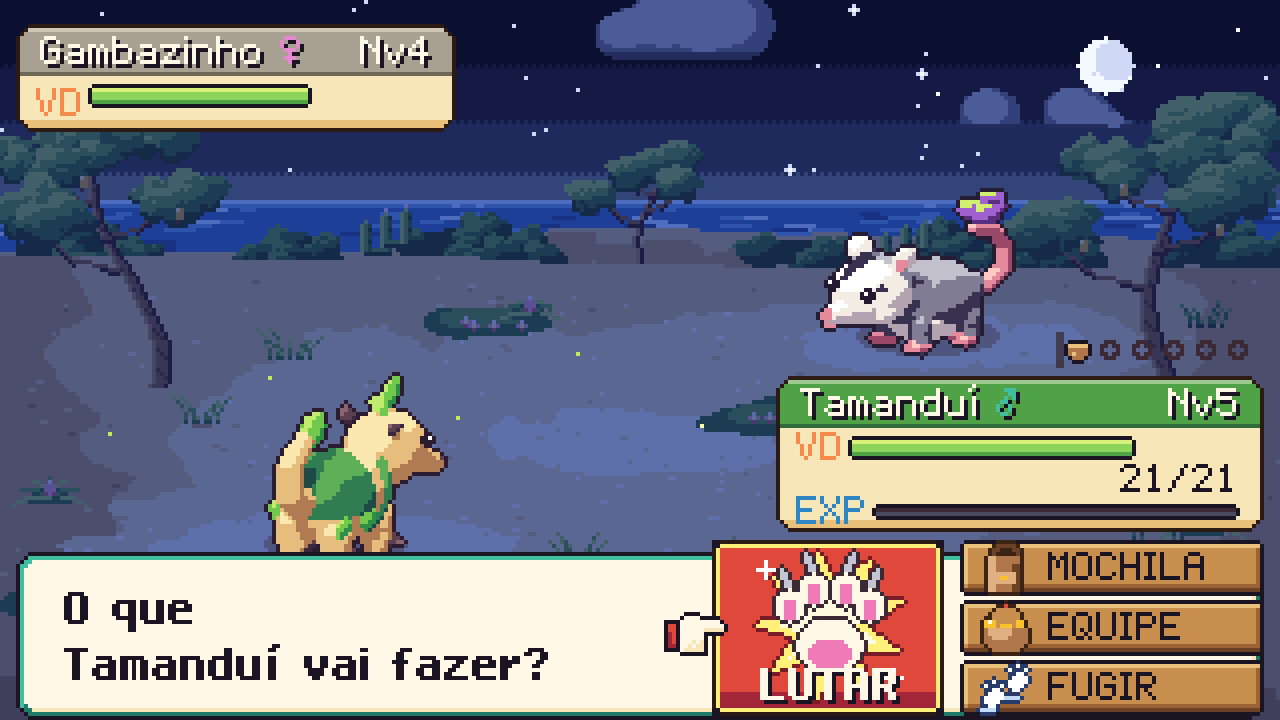 Gambazinho ♀ Nv4
VD
Tamanduí ♂ Nv5
VD
21/21
EXP
O que
Tamanduí vai fazer?
LUTAR
MOCHILA
EQUIPE
FUGIR